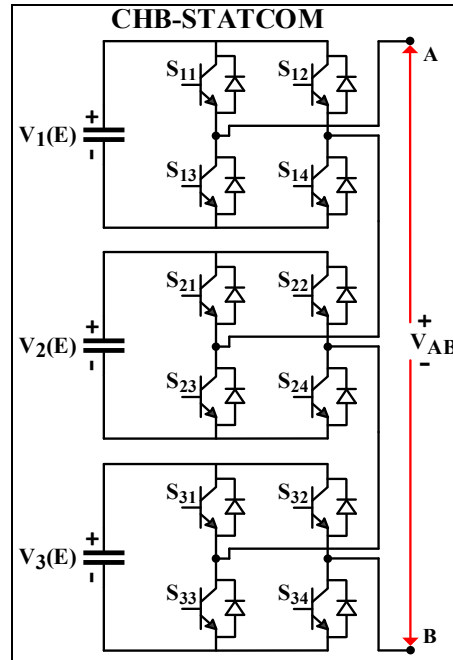 CHB-STATCOM
A
S11 S12
+
V1(E)
-
S13 S14
S21 S22
+
V2(E)
-
S23 S24
+
VAB
-
S31 S32
+
V3(E)
-
S33 S34
B